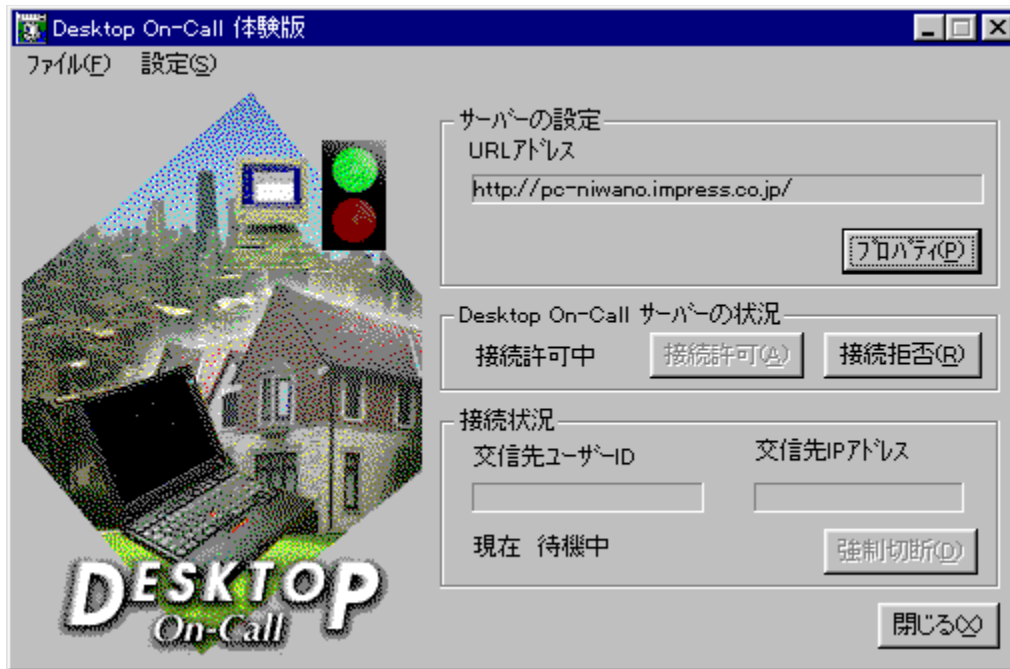 Desktop On-Call 体験版
ファイル(F) 設定(S)
サーバーの設定
URLアドレス
http://pc-niwano.impress.co.jp/
プロパティ(P)
Desktop On-Call サーバーの状況
接続許可中 接続許可(A) 接続拒否(R)
接続状況
交信先ユーザーID 交信先IPアドレス
現在 待機中 強制切断(D)
閉じる(X)
DESKTOP
On-Call